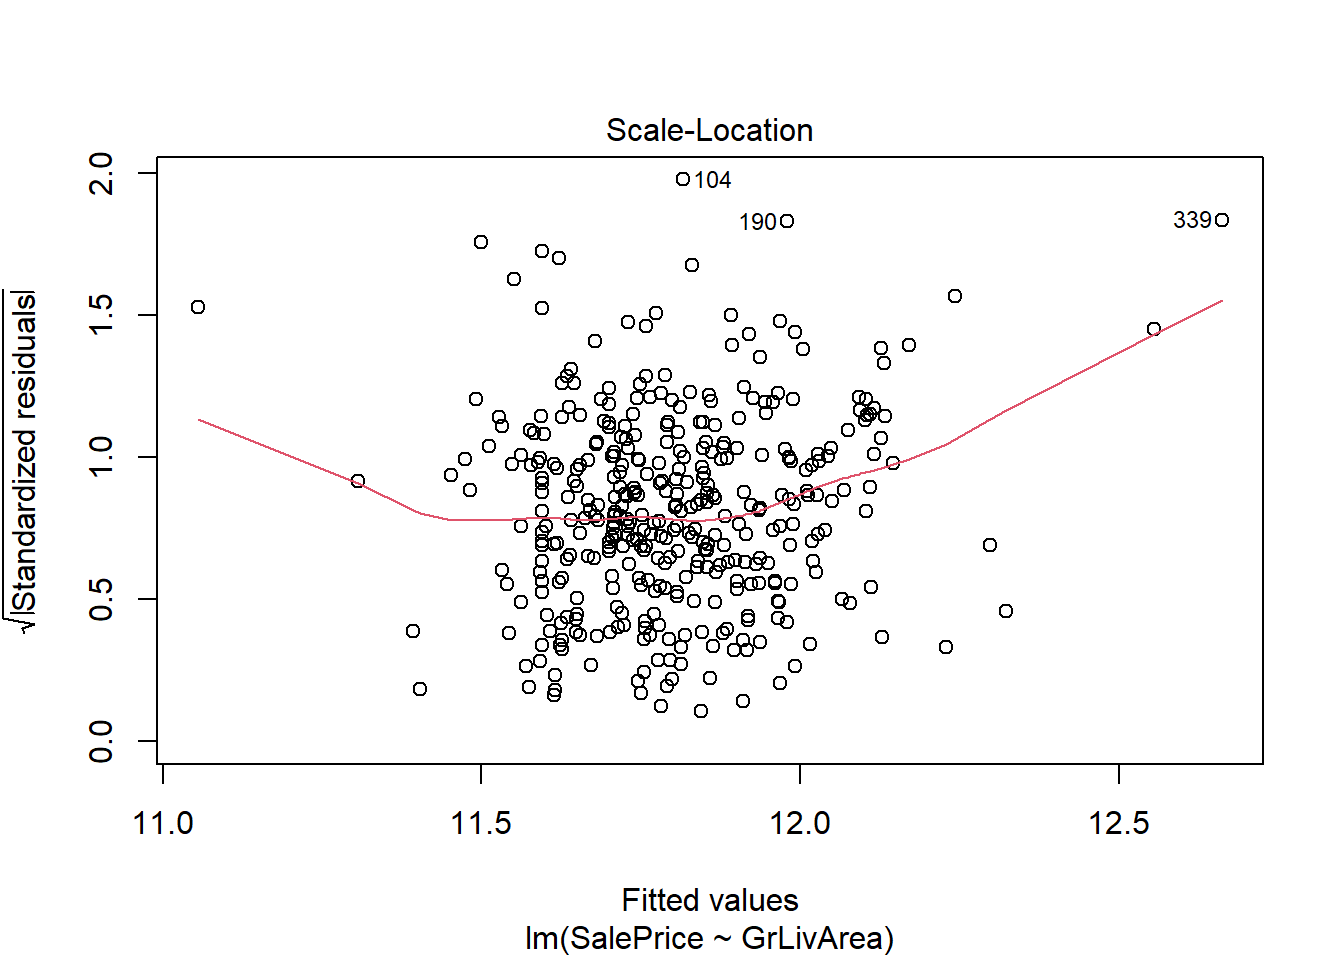 Scale-Location
2.0
1.5
1.0
0.5
0.0
√|Standardized residuals|
104
190
339
11.0 11.5 12.0 12.5
Fitted values
lm(SalePrice ~ GrLivArea)